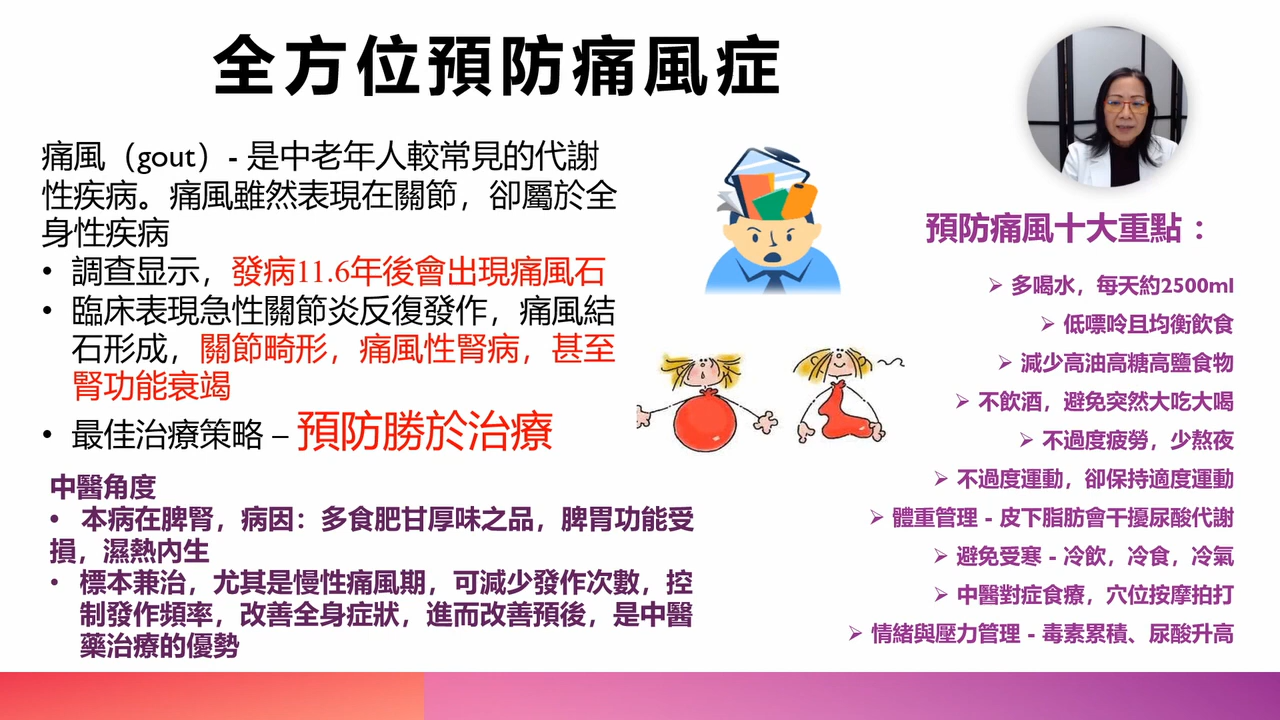 全方位預防痛風症
痛風（gout）- 是中老年人較常見的代謝
性疾病。痛風雖然表現在關節，卻屬於全
身性疾病
• 調查显示，發病11.6年後會出現痛風石
• 臨床表現急性關節炎反復發作，痛風結
石形成，關節畸形，痛風性腎病，甚至
腎功能衰竭
• 最佳治療策略 – 預防勝於治療
中醫角度
• 本病在脾腎，病因：多食肥甘厚味之品，脾胃功能受
損，濕熱內生
• 標本兼治，尤其是慢性痛風期，可減少發作次數，控
制發作頻率，改善全身症狀，進而改善預後，是中醫
藥治療的優勢
預防痛風十大重點：
➢ 多喝水，每天約2500ml
➢ 低嘌呤且均衡飲食
➢ 減少高油高糖高鹽食物
➢ 不飲酒，避免突然大吃大喝
➢ 不過度疲勞，少熬夜
➢ 不過度運動，卻保持適度運動
➢ 體重管理 - 皮下脂肪會干擾尿酸代謝
➢ 避免受寒 - 冷飲，冷食，冷氣
➢ 中醫對症食療，穴位按摩拍打
➢ 情緒與壓力管理 - 毒素累積、尿酸升高